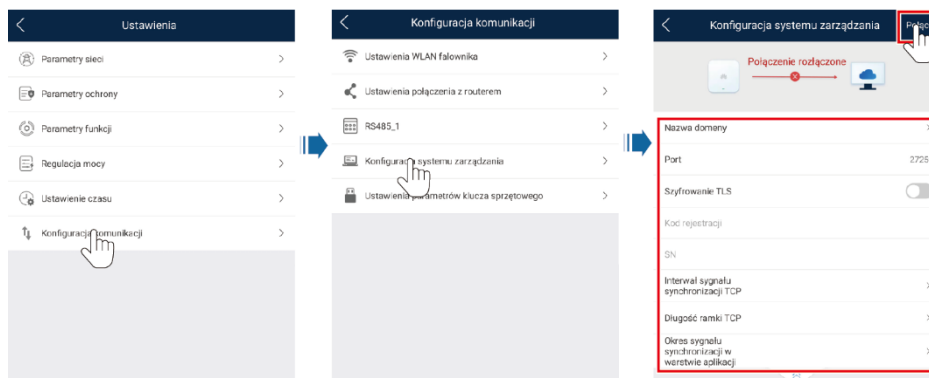 Ustawienia
Parametry sieci
Parametry ochrony
Parametry funkcji
Regulacja mocy
Ustawienie czasu
Konfiguracja komunikacji
Konfiguracja komunikacji
Ustawienia WLAN falownika
Ustawienia połączenia z routerem
RS485_1
Konfiguracja systemu zarządzania
Ustawienia parametrów klucza sprzętowego
Konfiguracja systemu zarządzania
Połączenie rozłączone
Nazwa domeny
Port 2725
Szyfrowanie TLS
Kod rejestracji
SN
Interwał sygnału
synchronizacji TCP
Długość ramki TCP
Okres sygnału
synchronizacji w
warstwie aplikacji